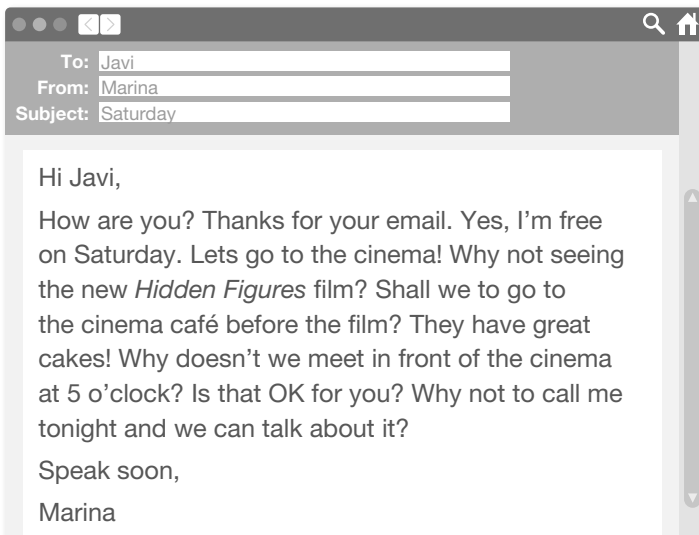 To: Javi
From: Marina
Subject: Saturday
Hi Javi,
How are you? Thanks for your email. Yes, I’m free
on Saturday. Lets go to the cinema! Why not seeing
the new Hidden Figures film? Shall we to go to
the cinema café before the film? They have great
cakes! Why doesn’t we meet in front of the cinema
at 5 o’clock? Is that OK for you? Why not to call me
tonight and we can talk about it?
Speak soon,
Marina